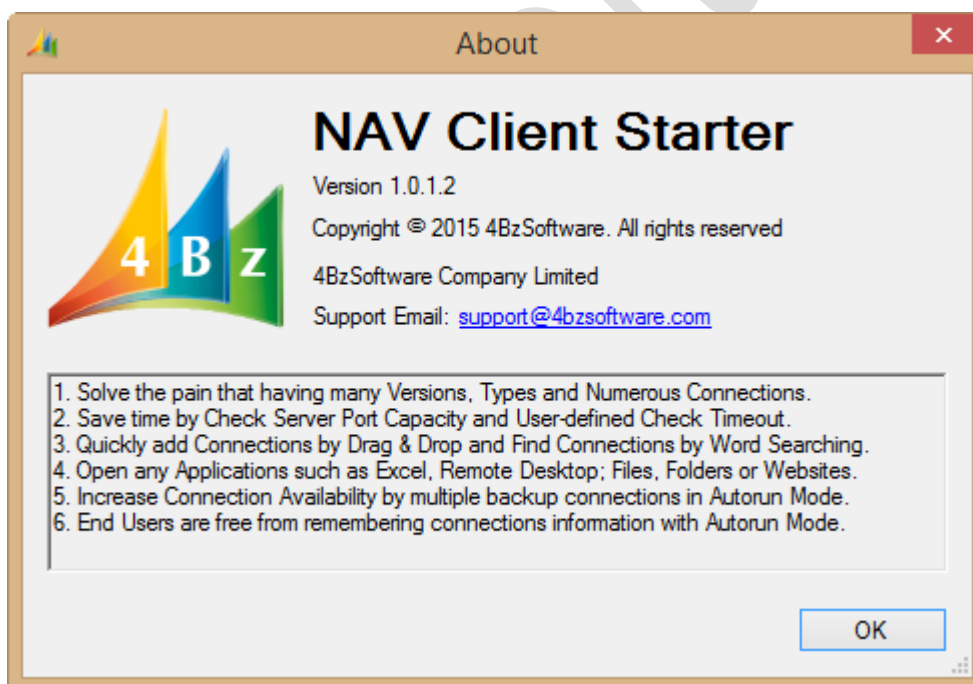 About
NAV Client Starter
Version 1.0.1.2
Copyright © 2015 4BzSoftware. All rights reserved
4BzSoftware Company Limited
Support Email: support@4bzsoftware.com
4 B z
1. Solve the pain that having many Versions, Types and Numerous Connections.
2. Save time by Check Server Port Capacity and User-defined Check Timeout.
3. Quickly add Connections by Drag & Drop and Find Connections by Word Searching.
4. Open any Applications such as Excel, Remote Desktop; Files, Folders or Websites.
5. Increase Connection Availability by multiple backup connections in Autorun Mode.
6. End Users are free from remembering connections information with Autorun Mode.
OK